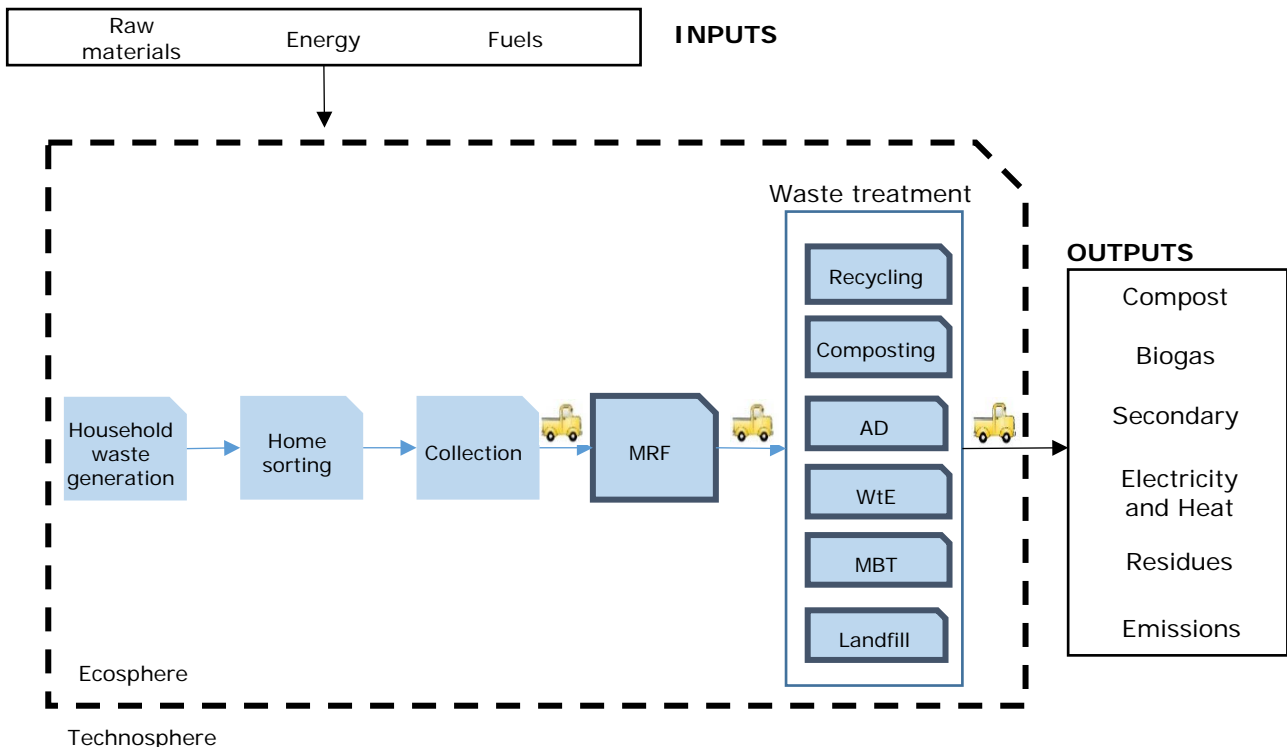 Raw
materials
Energy
Fuels
INPUTS
Waste treatment
Recycling
Composting
AD
WtE
MBT
Landfill
Household
waste
generation
Home
sorting
Collection
MRF
OUTPUTS
Compost
Biogas
Secondary
Electricity
and Heat
Residues
Emissions
Ecosphere
Technosphere